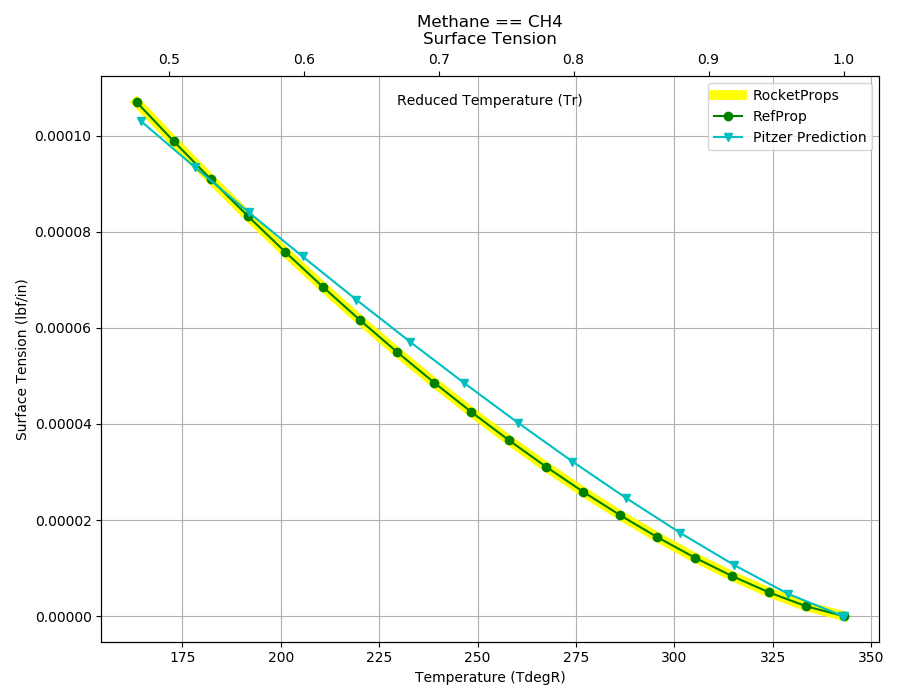 Methane == CH4
Surface Tension
0.5 0.6 0.7 0.8 0.9 1.0
Reduced Temperature (Tr)
RocketProps
RefProp
Pitzer Prediction
Surface Tension (lbf/in)
0.00010
0.00008
0.00006
0.00004
0.00002
0.00000
175 200 225 250 275 300 325 350
Temperature (TdegR)